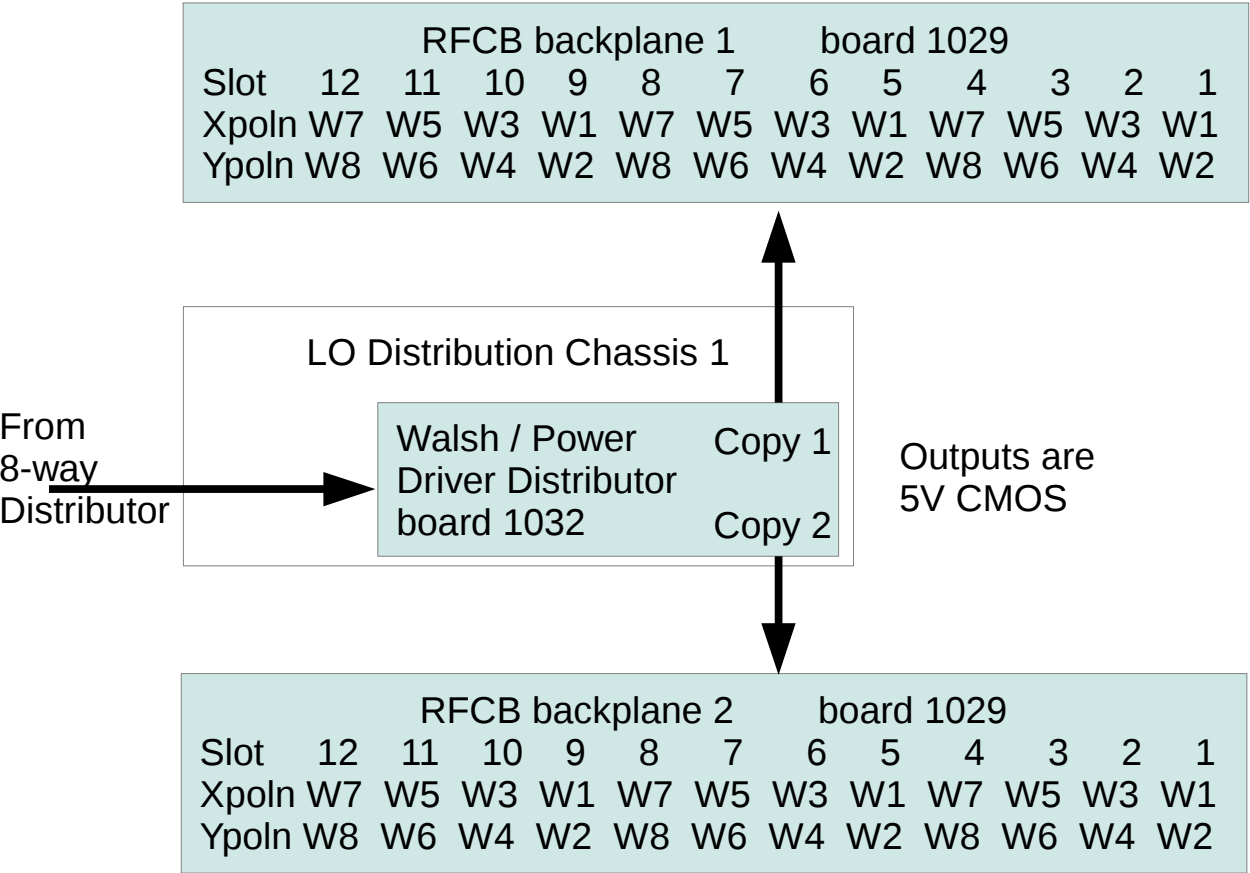 RFCB backplane 1 board 1029
Slot 12 11 10 9 8 7 6 5 4 3 2 1
Xpoln W7 W5 W3 W1 W7 W5 W3 W1 W7 W5 W3 W1
Ypoln W8 W6 W4 W2 W8 W6 W4 W2 W8 W6 W4 W2
LO Distribution Chassis 1
From
8-way
Distributor
Walsh / Power
Driver Distributor
board 1032
Copy 1
Copy 2
Outputs are
5V CMOS
RFCB backplane 2 board 1029
Slot 12 11 10 9 8 7 6 5 4 3 2 1
Xpoln W7 W5 W3 W1 W7 W5 W3 W1 W7 W5 W3 W1
Ypoln W8 W6 W4 W2 W8 W6 W4 W2 W8 W6 W4 W2